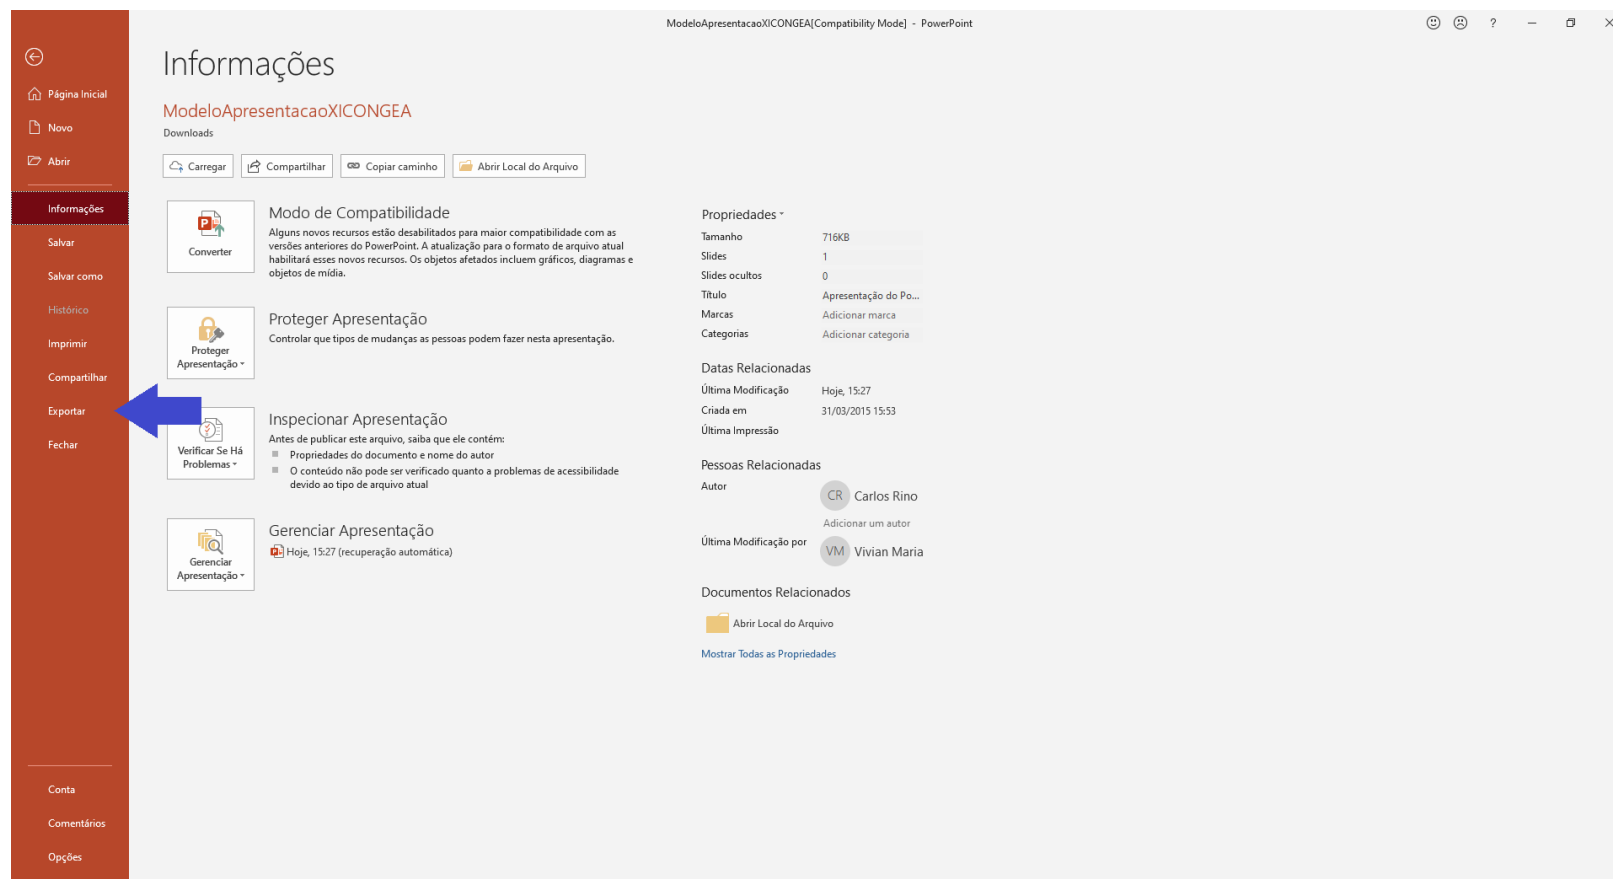 ModeloApresentacaoXICONGEA[Compatibility Mode] - PowerPoint
?
Informações
Página Inicial
Novo
Abrir
Informações
Salvar
Salvar como
Histórico
Imprimir
Compartilhar
Exportar
Fechar
Conta
Comentários
Opções
ModeloApresentacaoXICONGEA
Downloads
Carregar
Compartilhar
Copiar caminho
Abrir Local do Arquivo
Converter
Modo de Compatibilidade
Alguns novos recursos estão desabilitados para maior compatibilidade com as
versões anteriores do PowerPoint. A atualização para o formato de arquivo atual
habilitará esses novos recursos. Os objetos afetados incluem gráficos, diagramas e
objetos de mídia.
Proteger
Apresentação
Proteger Apresentação
Controlar que tipos de mudanças as pessoas podem fazer nesta apresentação.
Verificar Se Há
Problemas
Inspecionar Apresentação
Antes de publicar este arquivo, saiba que ele contém:
Propriedades do documento e nome do autor
O conteúdo não pode ser verificado quanto a problemas de acessibilidade
devido ao tipo de arquivo atual
Gerenciar
Apresentação
Gerenciar Apresentação
Hoje, 15:27 (recuperação automática)
Propriedades
Tamanho 716KB
Slides 1
Slides ocultos 0
Título Apresentação do Po...
Marcas Adicionar marca
Categorias Adicionar categoria
Datas Relacionadas
Última Modificação Hoje, 15:27
Criada em 31/03/2015 15:53
Última Impressão
Pessoas Relacionadas
Autor
CR Carlos Rino
Adicionar um autor
Última Modificação por
VM Vivian Maria
Documentos Relacionados
Abrir Local do Arquivo
Mostrar Todas as Propriedades